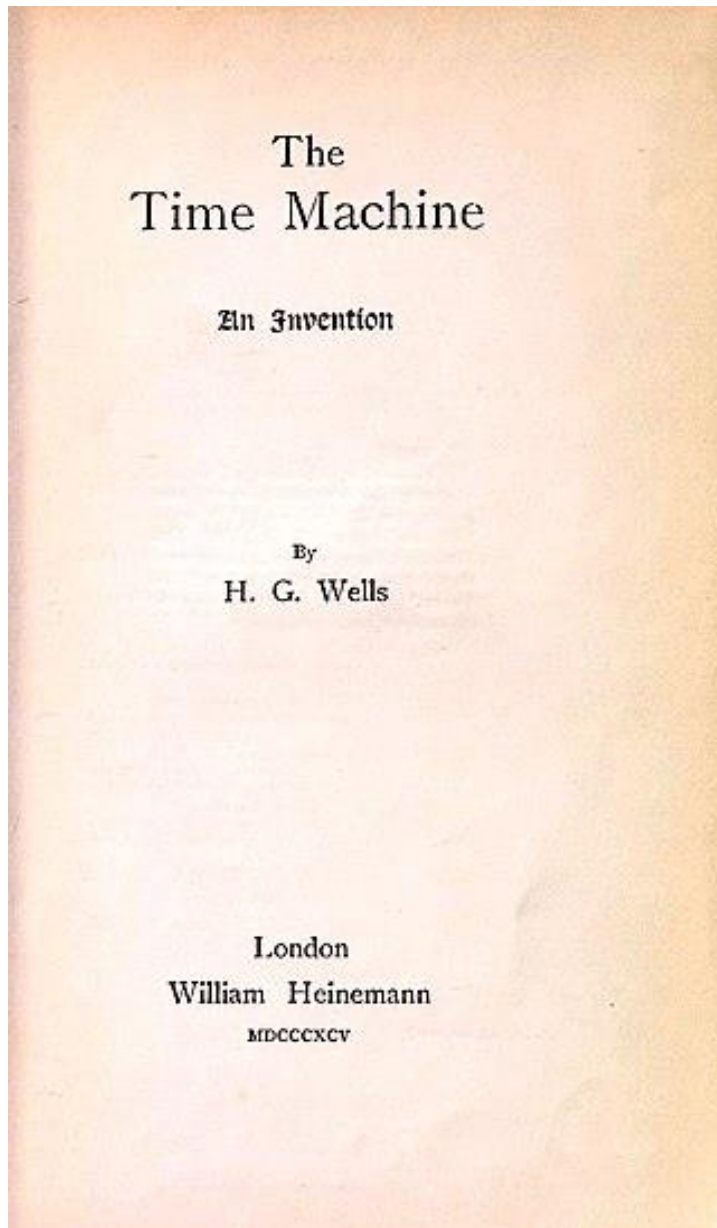 The
Time Machine
An Invention
By
H. G. Wells
London
William Heinemann
MDCCCXCV